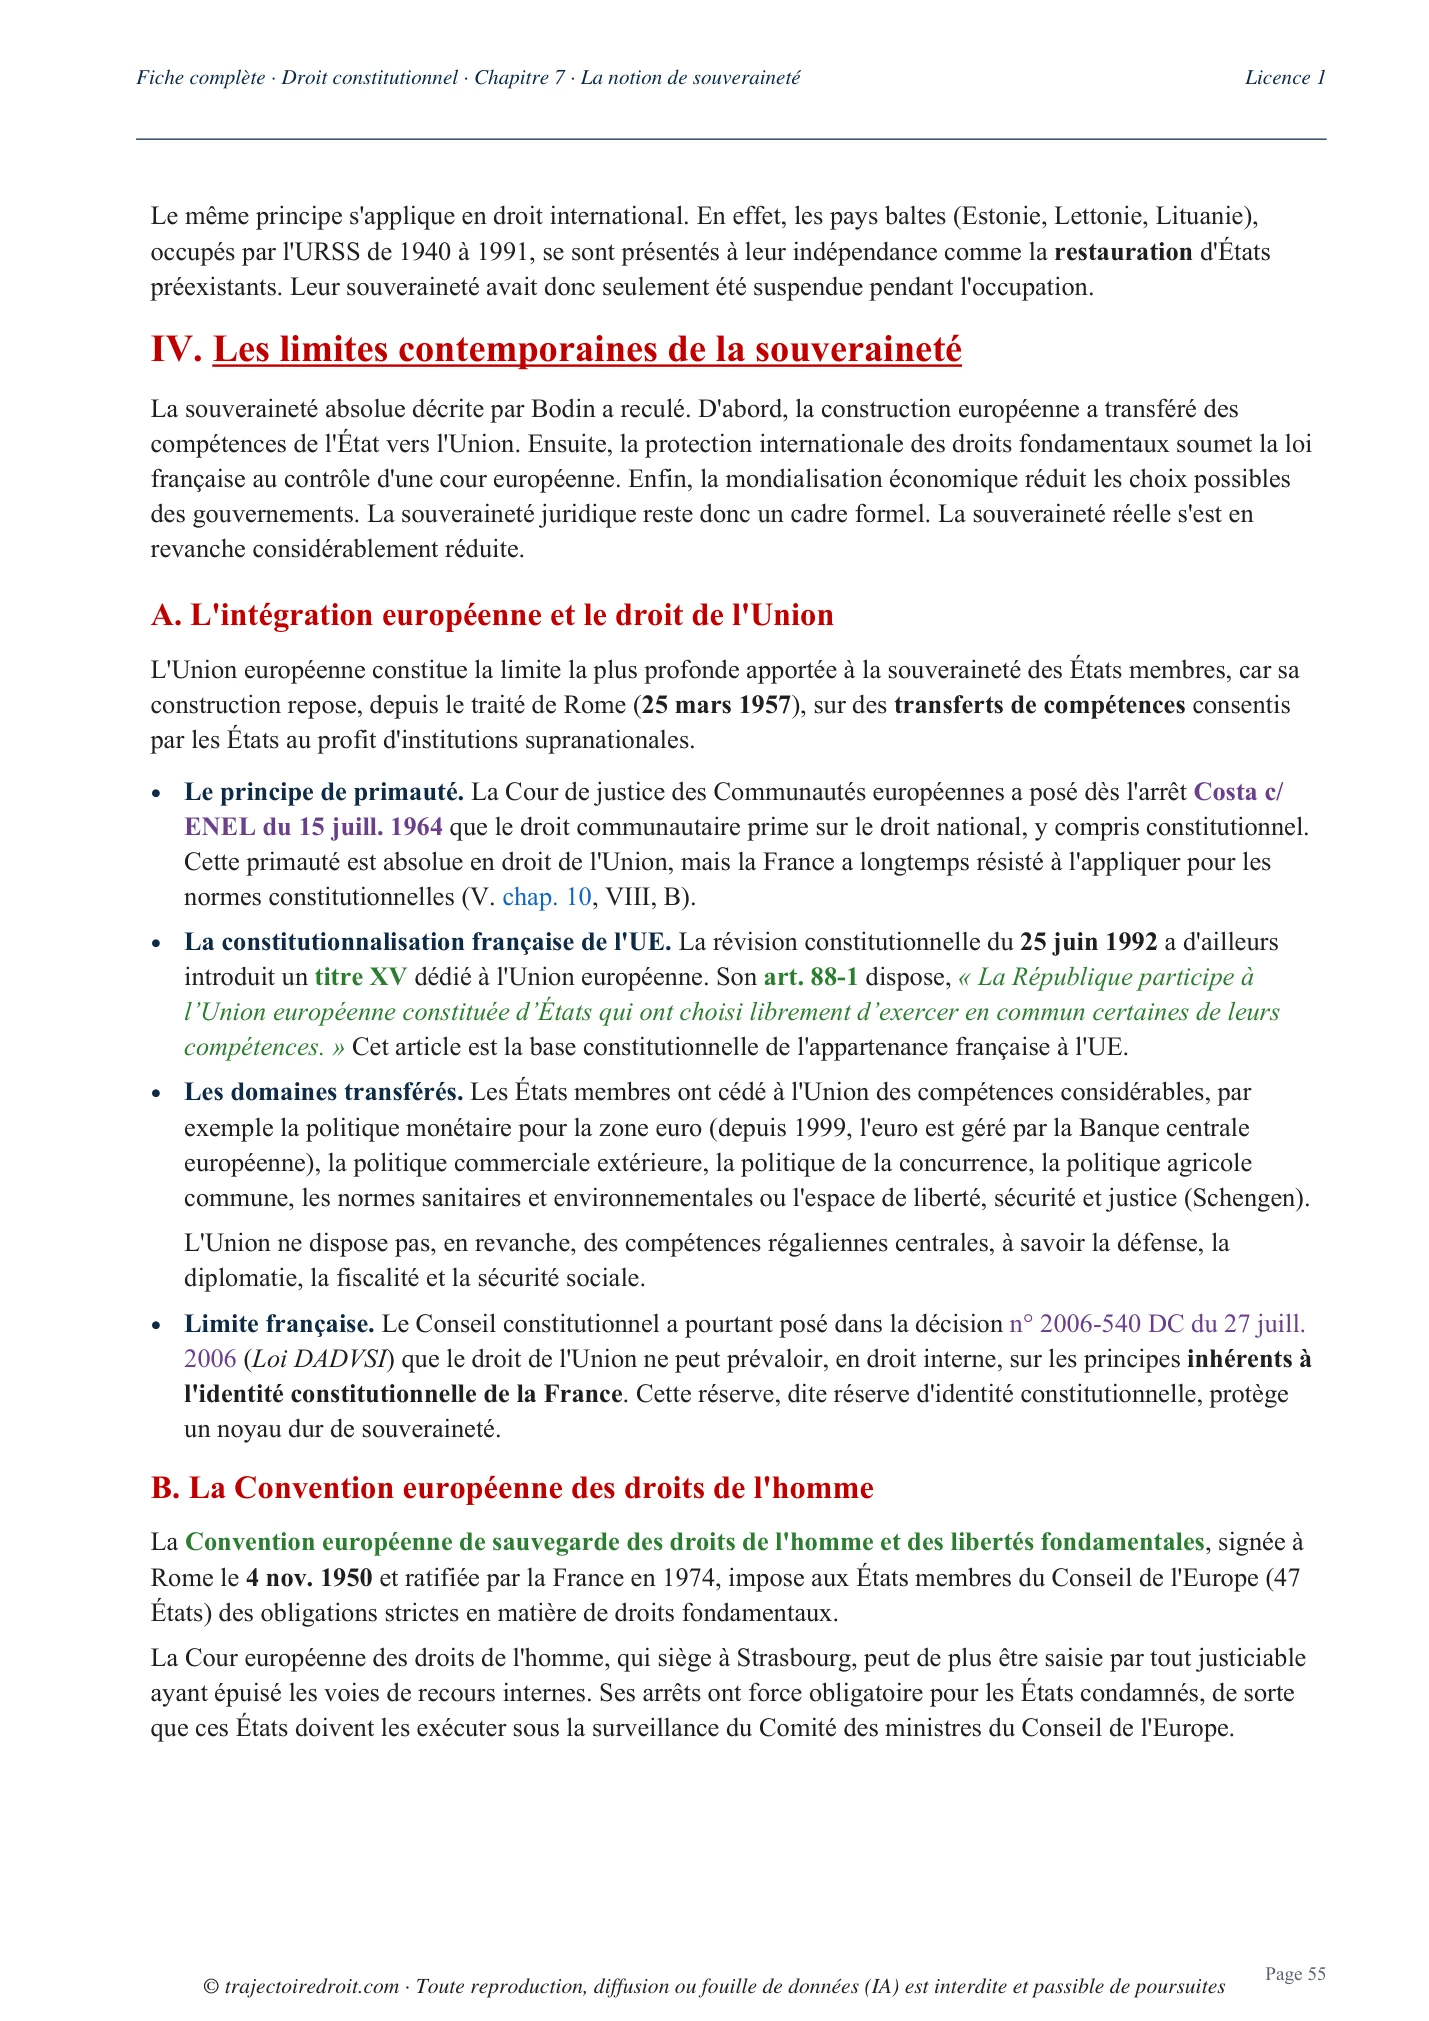 Fiche complète · Droit constitutionnel · Chapitre 7 · La notion de souveraineté
Licence 1
Le même principe s'applique en droit international. En effet, les pays baltes (Estonie, Lettonie, Lituanie),
occupés par l'URSS de 1940 à 1991, se sont présentés à leur indépendance comme la restauration d'États
préexistants. Leur souveraineté avait donc seulement été suspendue pendant l'occupation.
IV. Les limites contemporaines de la souveraineté
La souveraineté absolue décrite par Bodin a reculé. D'abord, la construction européenne a transféré des
compétences de l'État vers l'Union. Ensuite, la protection internationale des droits fondamentaux soumet la loi
française au contrôle d'une cour européenne. Enfin, la mondialisation économique réduit les choix possibles
des gouvernements. La souveraineté juridique reste donc un cadre formel. La souveraineté réelle s'est en
revanche considérablement réduite.
A. L'intégration européenne et le droit de l'Union
L'Union européenne constitue la limite la plus profonde apportée à la souveraineté des États membres, car sa
construction repose, depuis le traité de Rome (25 mars 1957), sur des transferts de compétences consentis
par les États au profit d'institutions supranationales.
• Le principe de primauté. La Cour de justice des Communautés européennes a posé dès l'arrêt Costa c/
ENEL du 15 juill. 1964 que le droit communautaire prime sur le droit national, y compris constitutionnel.
Cette primauté est absolue en droit de l'Union, mais la France a longtemps résisté à l'appliquer pour les
normes constitutionnelles (V. chap. 10, VIII, B).
• La constitutionnalisation française de l'UE. La révision constitutionnelle du 25 juin 1992 a d'ailleurs
introduit un titre XV dédié à l'Union européenne. Son art. 88-1 dispose, « La République participe à
l’Union européenne constituée d’États qui ont choisi librement d’exercer en commun certaines de leurs
compétences. » Cet article est la base constitutionnelle de l'appartenance française à l'UE.
• Les domaines transférés. Les États membres ont cédé à l'Union des compétences considérables, par
exemple la politique monétaire pour la zone euro (depuis 1999, l'euro est géré par la Banque centrale
européenne), la politique commerciale extérieure, la politique de la concurrence, la politique agricole
commune, les normes sanitaires et environnementales ou l'espace de liberté, sécurité et justice (Schengen).
L'Union ne dispose pas, en revanche, des compétences régaliennes centrales, à savoir la défense, la
diplomatie, la fiscalité et la sécurité sociale.
• Limite française. Le Conseil constitutionnel a pourtant posé dans la décision n° 2006-540 DC du 27 juill.
2006 (Loi DADVSI) que le droit de l'Union ne peut prévaloir, en droit interne, sur les principes inhérents à
l'identité constitutionnelle de la France. Cette réserve, dite réserve d'identité constitutionnelle, protège
un noyau dur de souveraineté.
B. La Convention européenne des droits de l'homme
La Convention européenne de sauvegarde des droits de l'homme et des libertés fondamentales, signée à
Rome le 4 nov. 1950 et ratifiée par la France en 1974, impose aux États membres du Conseil de l'Europe (47
États) des obligations strictes en matière de droits fondamentaux.
La Cour européenne des droits de l'homme, qui siège à Strasbourg, peut de plus être saisie par tout justiciable
ayant épuisé les voies de recours internes. Ses arrêts ont force obligatoire pour les États condamnés, de sorte
que ces États doivent les exécuter sous la surveillance du Comité des ministres du Conseil de l'Europe.
© trajectoiredroit.com · Toute reproduction, diffusion ou fouille de données (IA) est interdite et passible de poursuites
Page 55